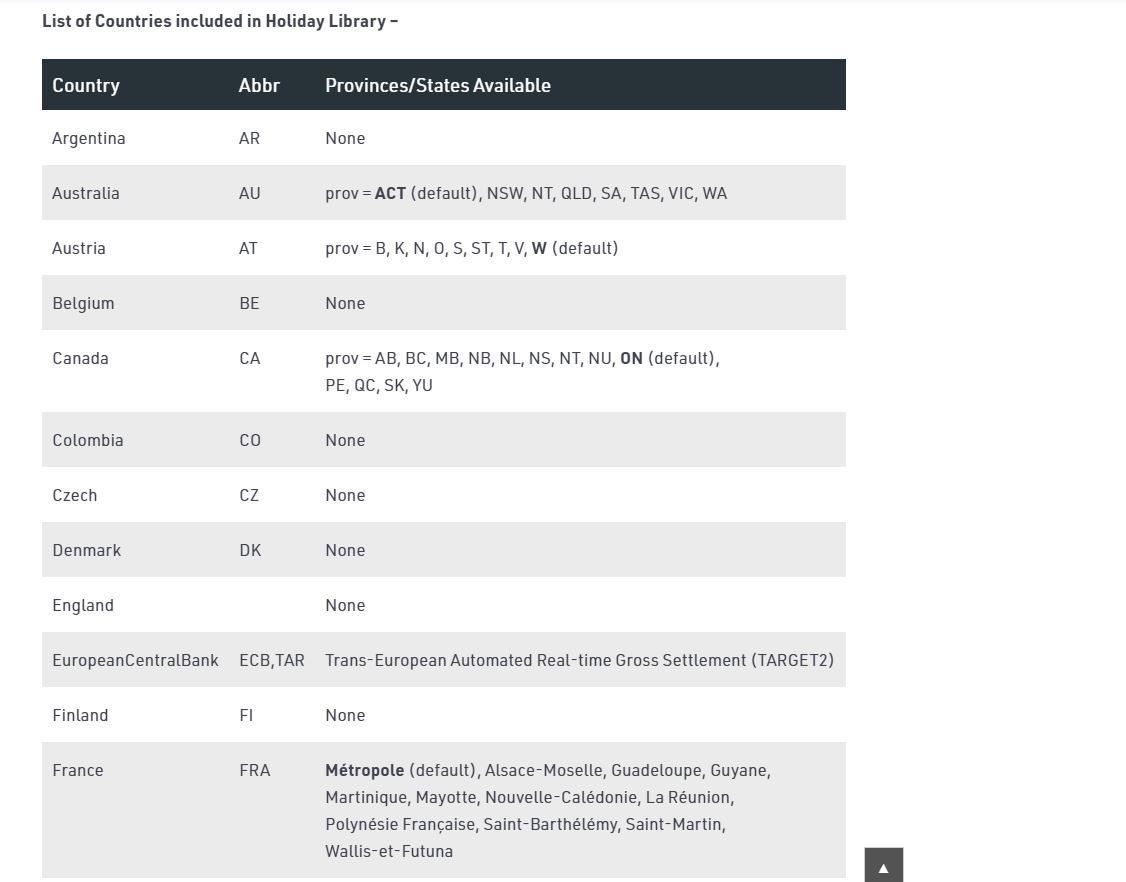 List of Countries included in Holiday Library –
Country Abbr Provinces/States Available
Argentina AR None
Australia AU prov = ACT (default), NSW, NT, QLD, SA, TAS, VIC, WA
Austria AT prov = B, K, N, O, S, ST, T, V, W (default)
Belgium BE None
Canada CA prov = AB, BC, MB, NB, NL, NS, NT, NU, ON (default),
PE, QC, SK, YU
Colombia CO None
Czech CZ None
Denmark DK None
England None
EuropeanCentralBank ECB,TAR Trans-European Automated Real-time Gross Settlement (TARGET2)
Finland FI None
France FRA Métropole (default), Alsace-Moselle, Guadeloupe, Guyane,
Martinique, Mayotte, Nouvelle-Calédonie, La Réunion,
Polynésie Française, Saint-Barthélémy, Saint-Martin,
Wallis-et-Futuna